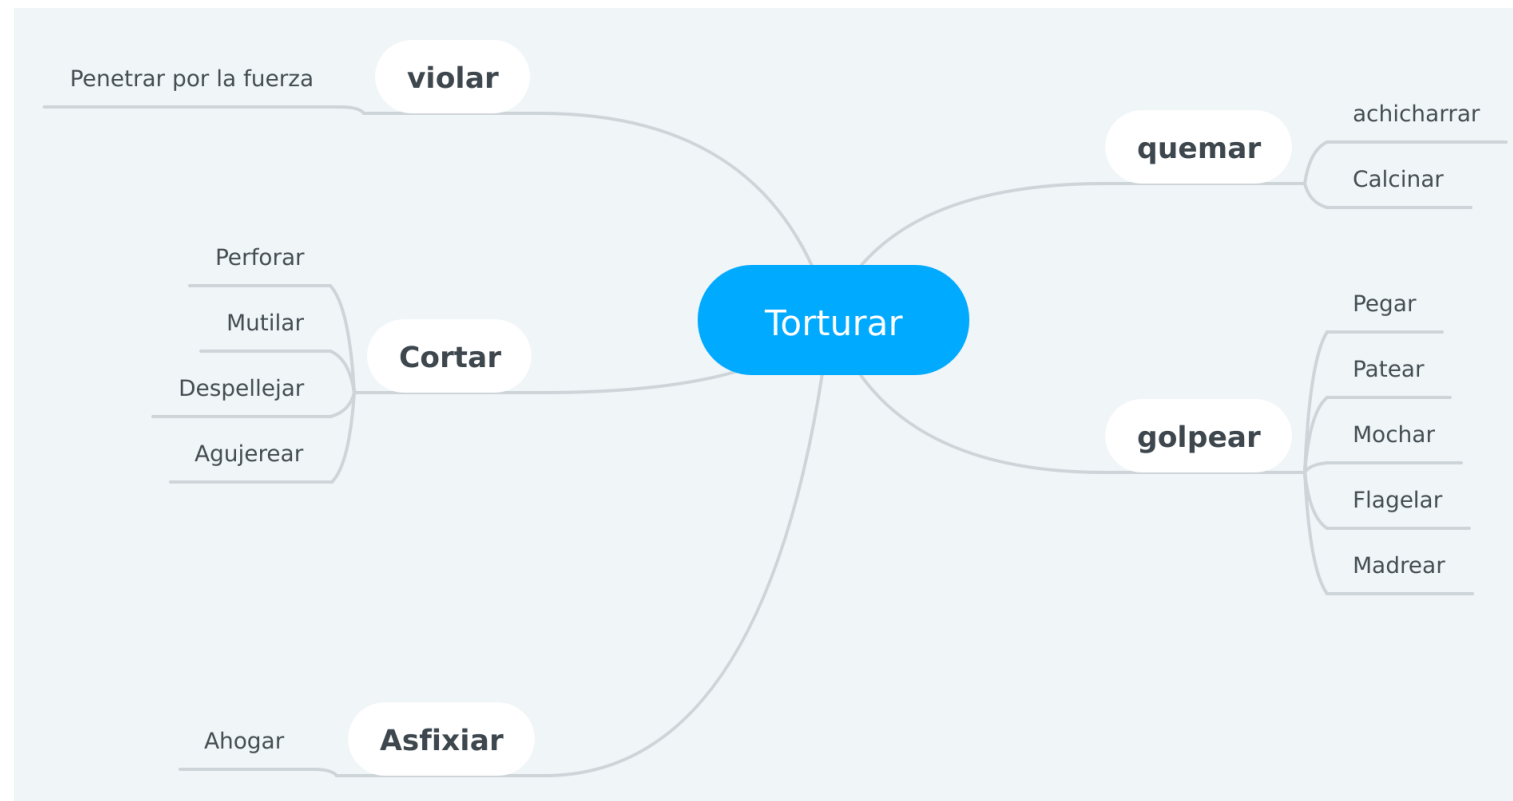 Torturar
violar
Penetrar por la fuerza
Cortar
Perforar
Mutilar
Despellejar
Agujerear
Asfixiar
Ahogar
quemar
achicharrar
Calcinar
golpear
Pegar
Patear
Mochar
Flagelar
Madrear